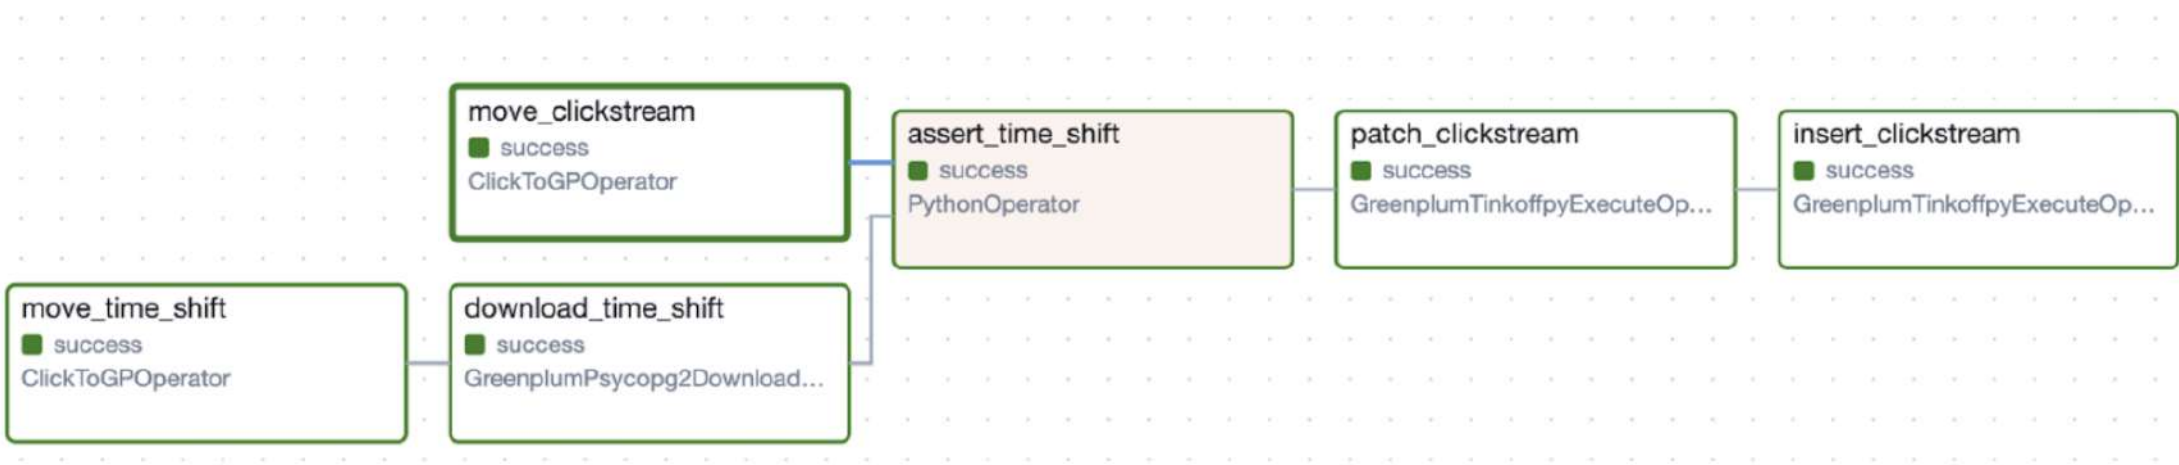 move_clickstream
success
ClickToGPOperator
assert_time_shift
success
PythonOperator
patch_clickstream
success
GreenplumTinkoffpyExecuteOp...
insert_clickstream
success
GreenplumTinkoffpyExecuteOp...
move_time_shift
success
ClickToGPOperator
download_time_shift
success
GreenplumPsycopg2Download...